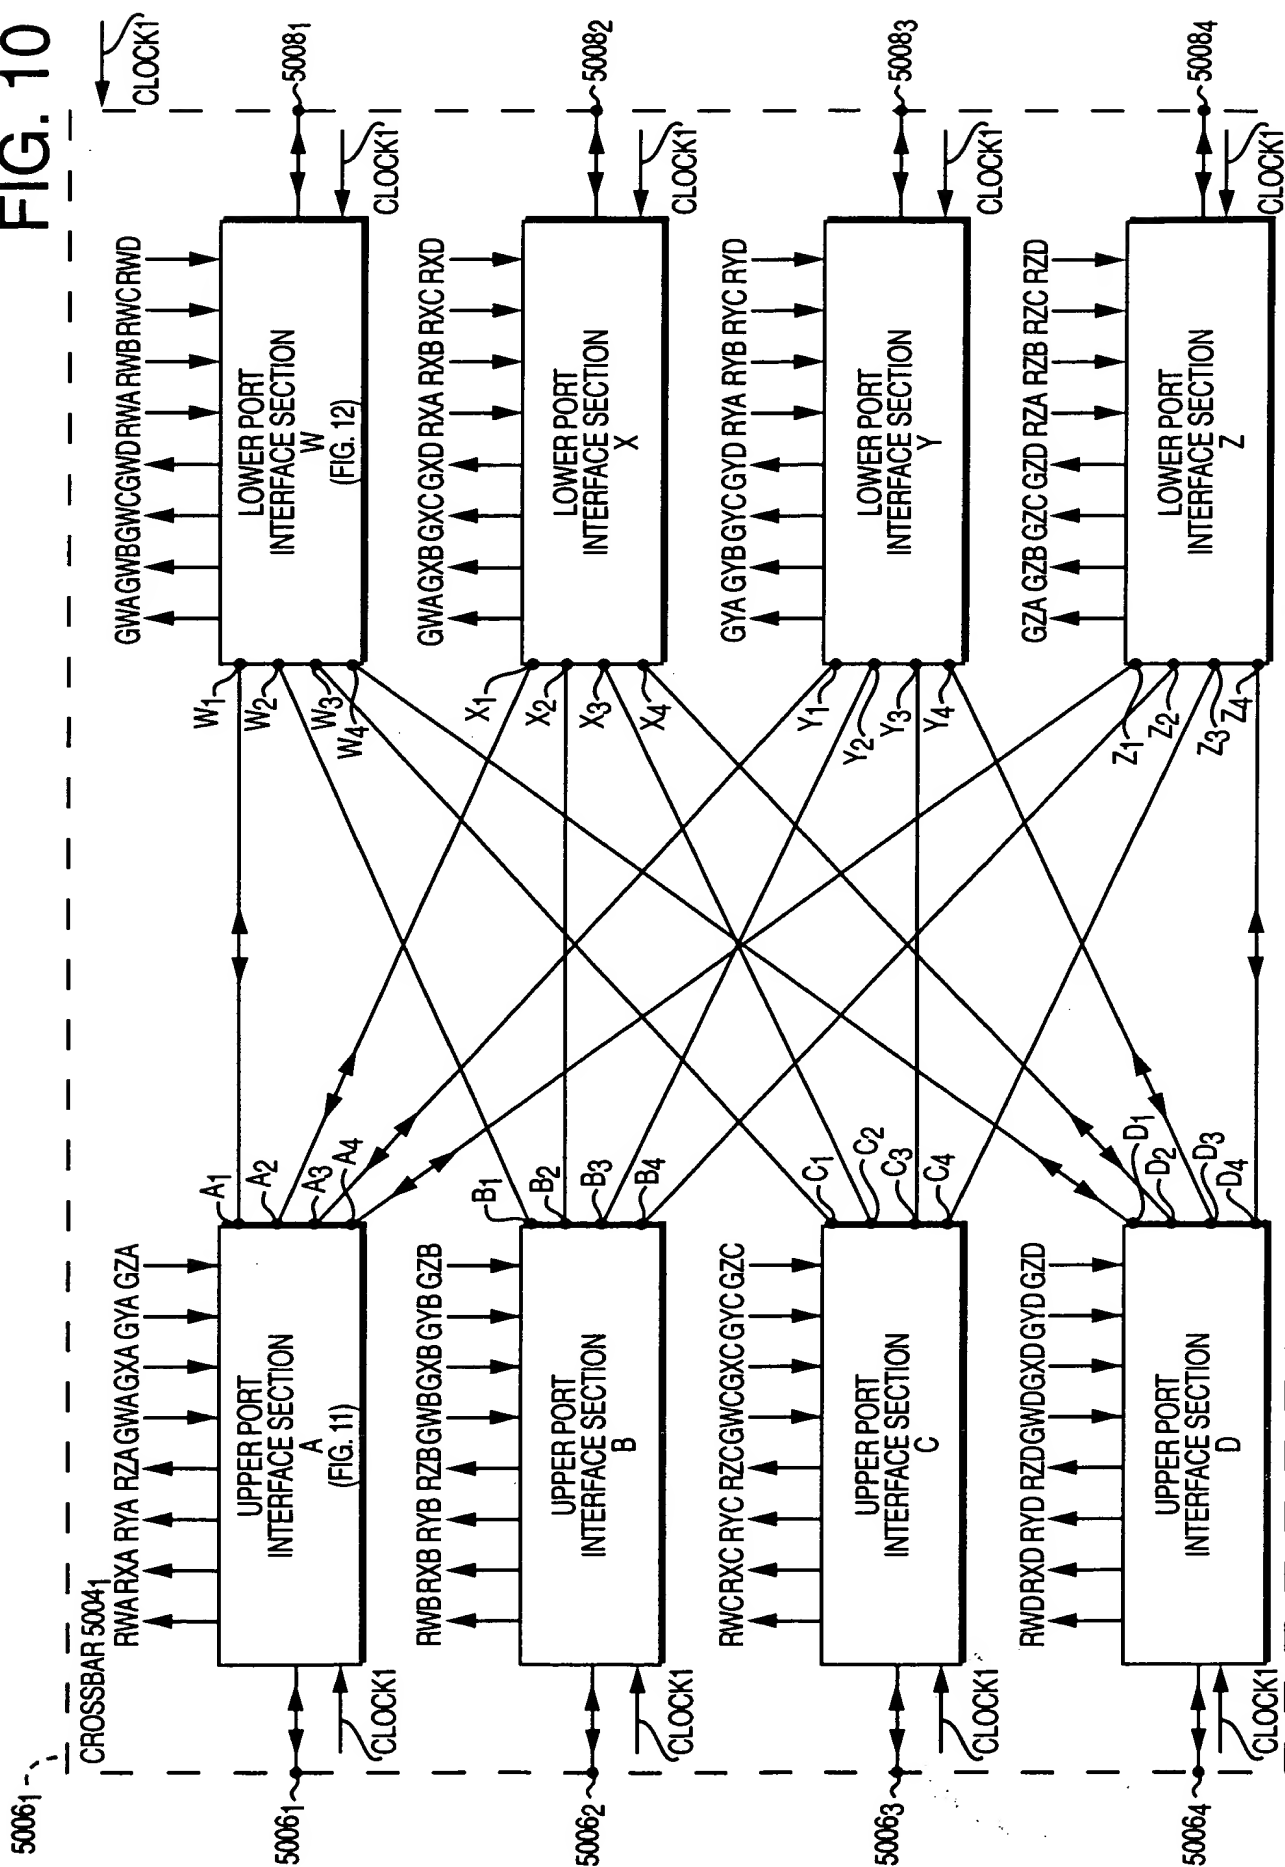 FIG. 10
CLOCK1
5006₁
CROSSBAR 5004₁
RWA RXA RYA RZA GWA GXA GYA GZA
GWA GWB GWC GWD RWA RWB RWC RWD
5006₁
CLOCK1
UPPER PORT
INTERFACE SECTION
A
(FIG. 11)
A₁
A₂
A₃
A₄
W₁
W₂
W₃
W₄
LOWER PORT
INTERFACE SECTION
W
(FIG. 12)
CLOCK1
5008₁
RWB RXB RYB RZB GWB GXB GYB GZB
GWA GXB GXC GXD RXA RXB RXC RXD
5006₂
CLOCK1
UPPER PORT
INTERFACE SECTION
B
B₁
B₂
B₃
B₄
X₁
X₂
X₃
X₄
LOWER PORT
INTERFACE SECTION
X
CLOCK1
5008₂
RWC RXC RYC RZC GWC GXC GYC GZC
GYA GYB GYC GYD RYA RYB RYC RYD
5006₃
CLOCK1
UPPER PORT
INTERFACE SECTION
C
C₁
C₂
C₃
C₄
Y₁
Y₂
Y₃
Y₄
LOWER PORT
INTERFACE SECTION
Y
CLOCK1
5008₃
RWD RXD RYD RZD GWD GXD GYD GZD
GZA GZB GZC GZD RZA RZB RZC RZD
5006₄
CLOCK1
UPPER PORT
INTERFACE SECTION
D
D₁
D₂
D₃
D₄
Z₁
Z₂
Z₃
Z₄
LOWER PORT
INTERFACE SECTION
Z
CLOCK1
5008₄